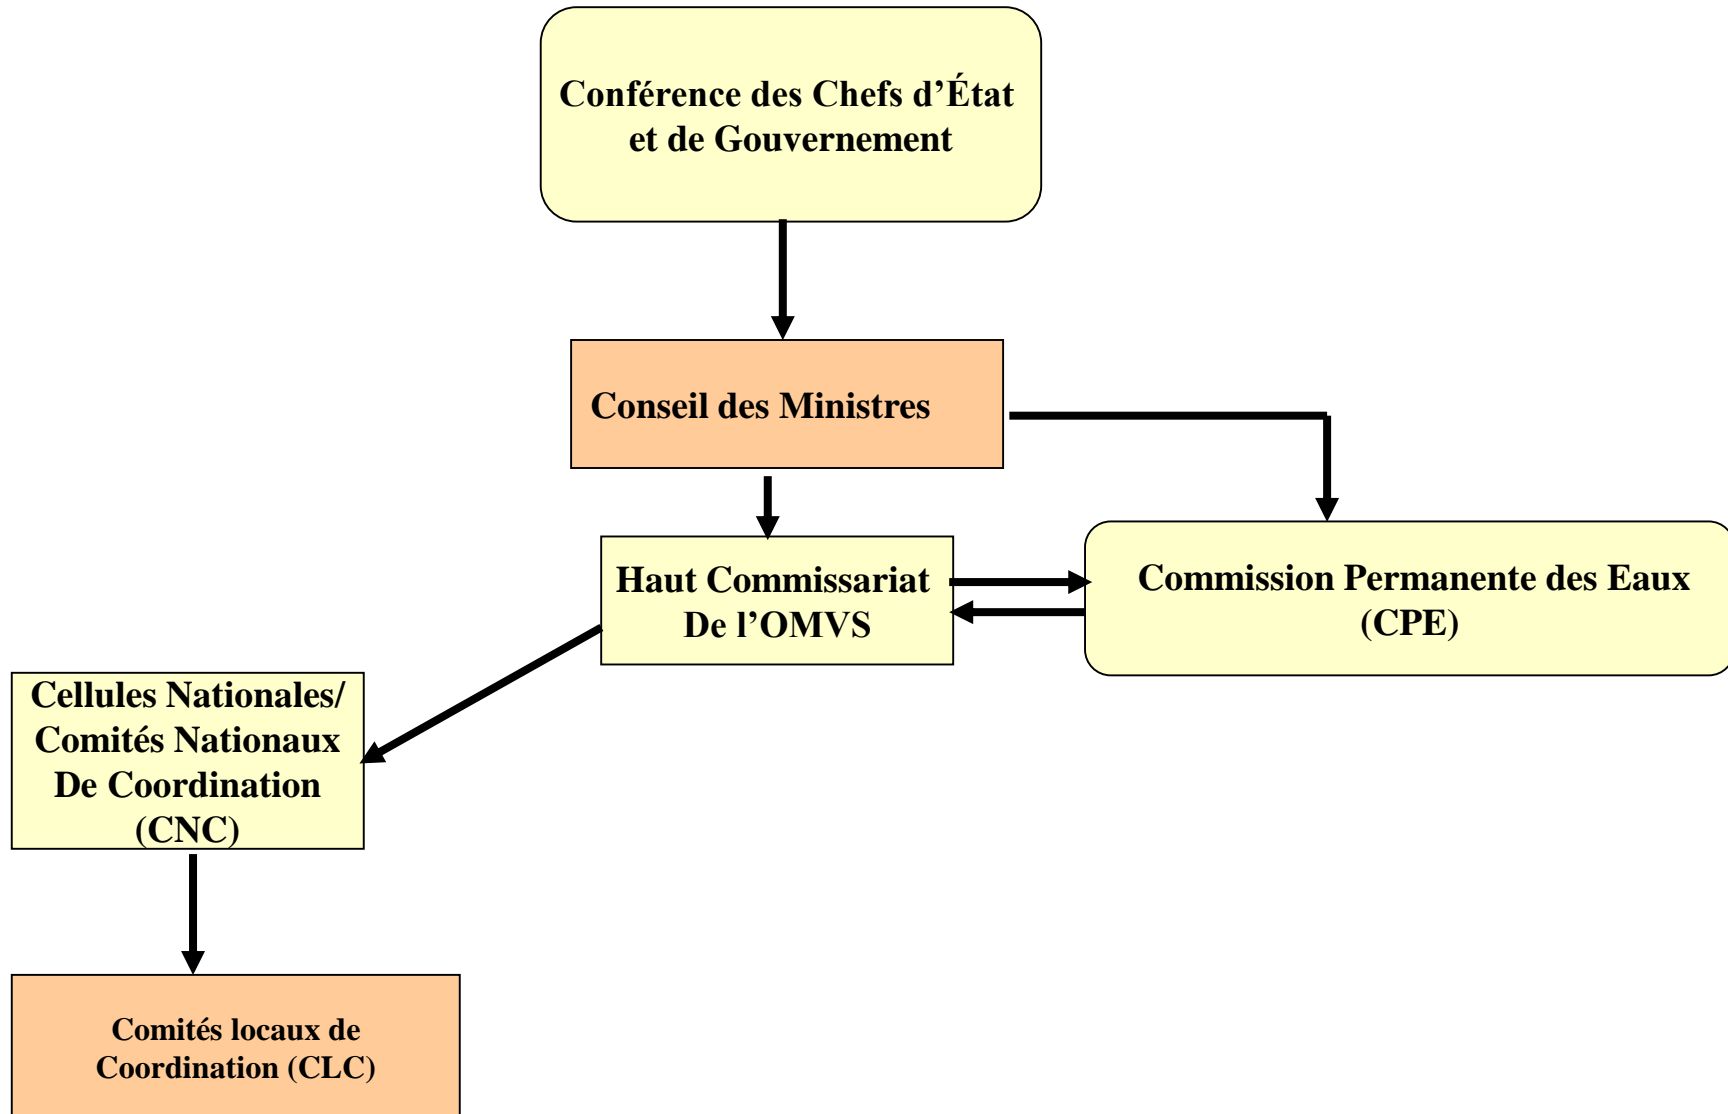 Conférence des Chefs d’État
et de Gouvernement
Conseil des Ministres
Haut Commissariat
De l’OMVS
Commission Permanente des Eaux
(CPE)
Cellules Nationales/
Comités Nationaux
De Coordination
(CNC)
Comités locaux de
Coordination (CLC)